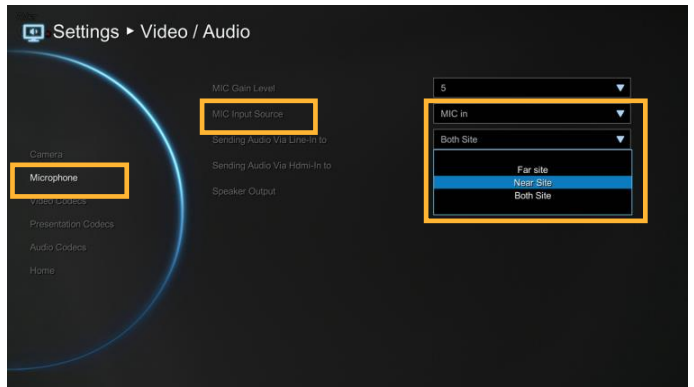 Settings ▸ Video / Audio
MIC Gain Level
5
MIC Input Source
MIC in
Sending Audio Via Line-In to
Both Site
Camera
Sending Audio Via Hdmi-In to
Far site
Microphone
Near Site
Speaker Output
Both Site
Video Codecs
Presentation Codecs
Audio Codecs
Home